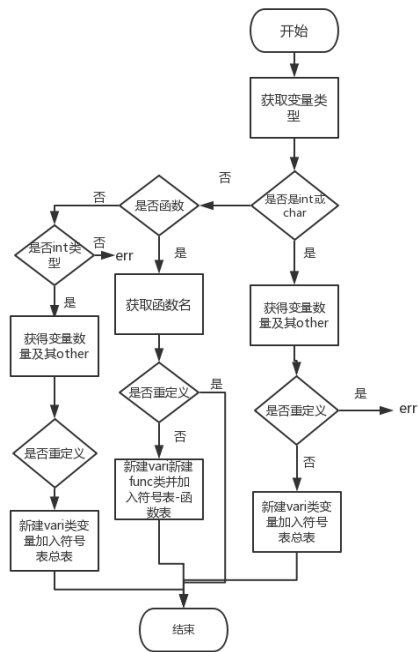 开始
获取变量类
型
否
是否是int或
char
否
是否函数
是
是
是否int类
型
否
err
是
获取函数名
获得变量数
量及其other
获得变量数
量及其other
是否重定义
是
是否重定义
是
err
是否重定义
否
否
新建vari新建
func类并加
入符号表-函
数表
新建vari类变
量加入符号
表总表
新建vari类变
量加入符号
表总表
结束